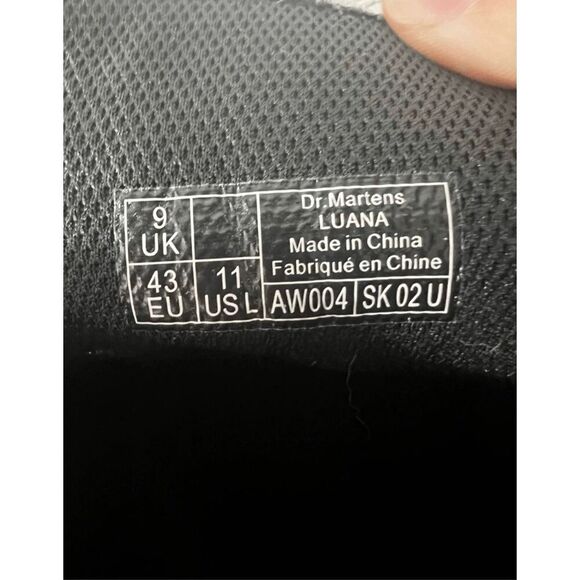 9
UK
43
EU
11
US L
Dr.Martens
LUANA
Made in China
Fabriqué en Chine
AW004
SK 02 U